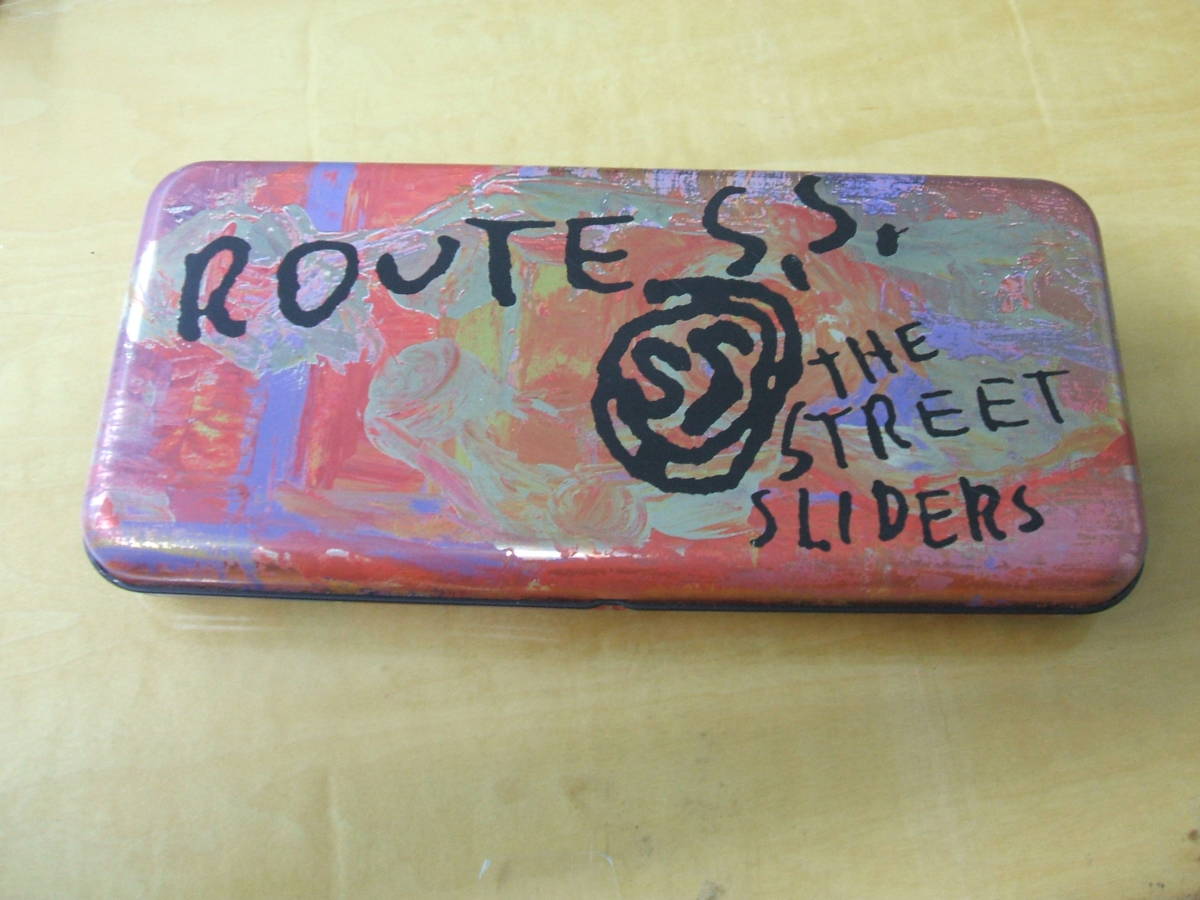 ROUTE S.S.
SS
THE
STREET
SLIDERS